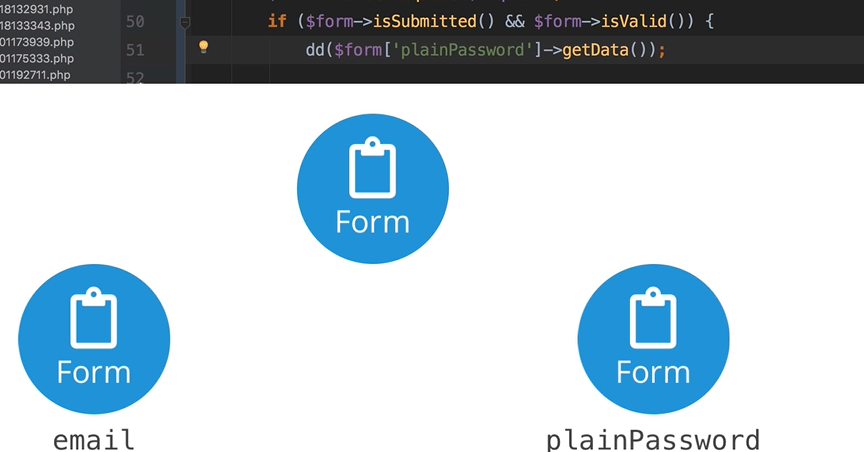 18132931.php
18133343.php
01173939.php
01175333.php
01192711.php
50 if ($form->isSubmitted() && $form->isValid()) {
51 dd($form['plainPassword']->getData());
52
Form
Form
Form
email
plainPassword